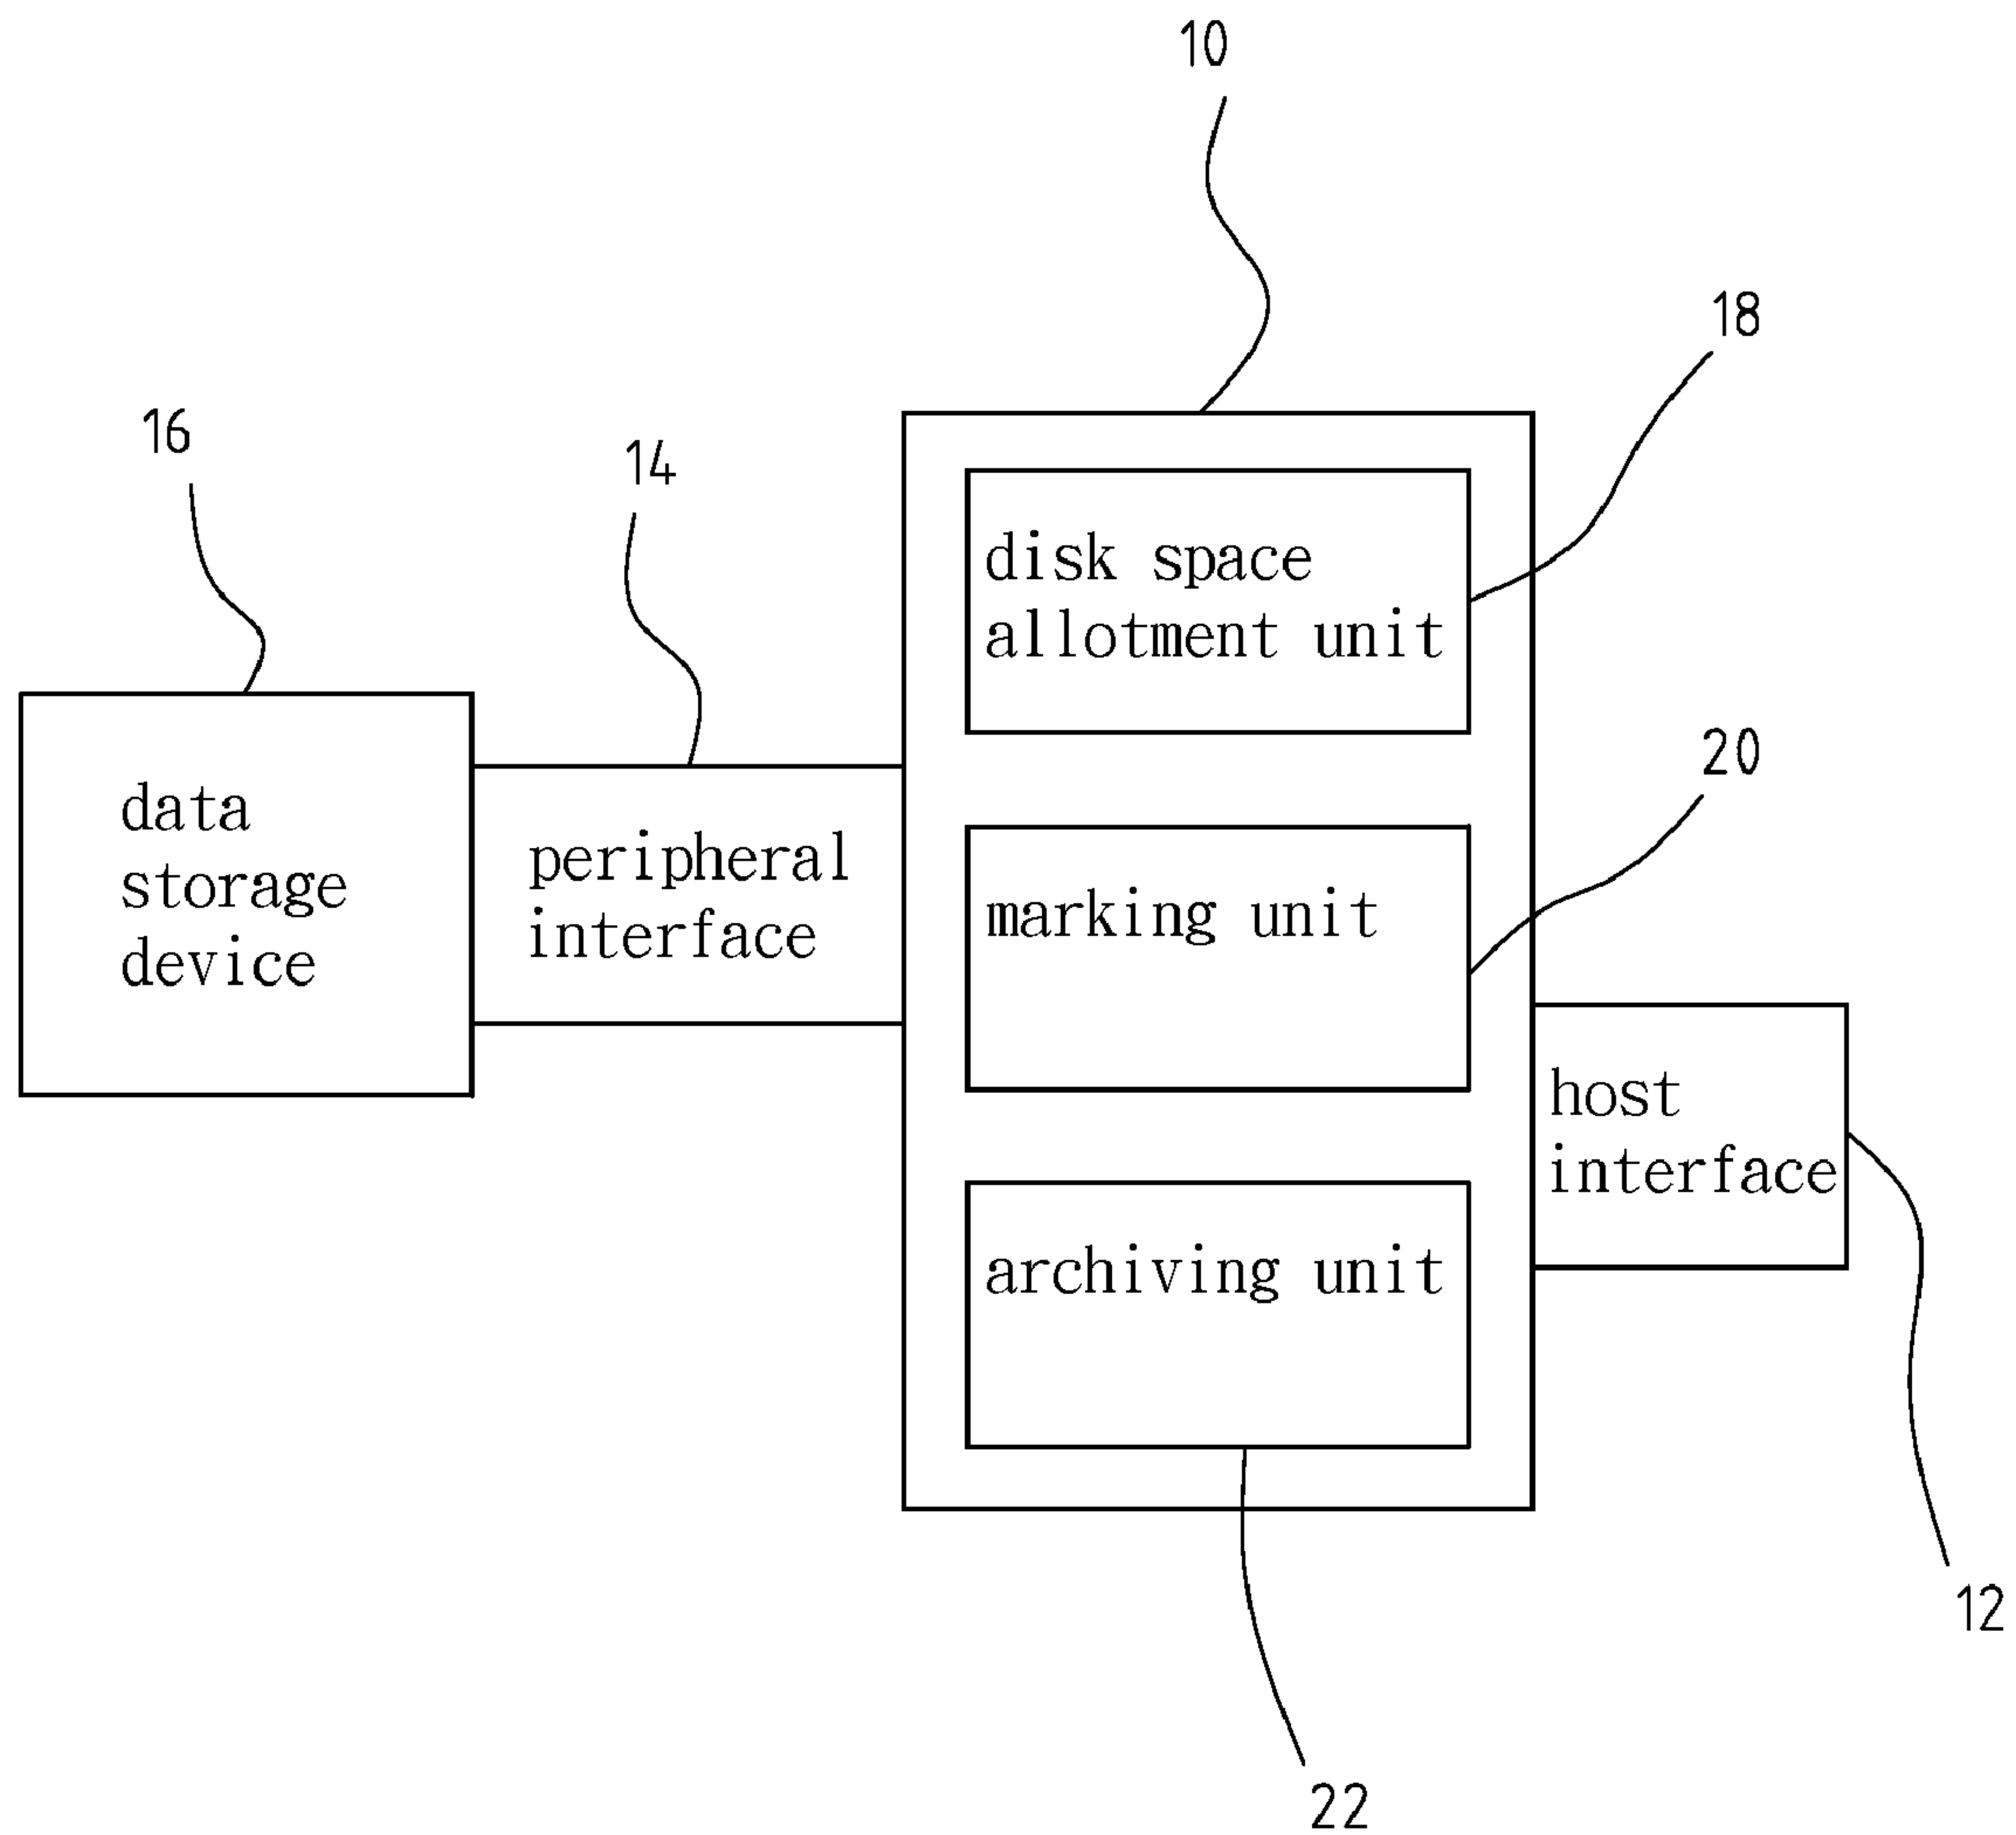 10
18
16
14
disk space
allotment unit
20
data
storage
device
peripheral
interface
marking unit
host
interface
archiving unit
12
22